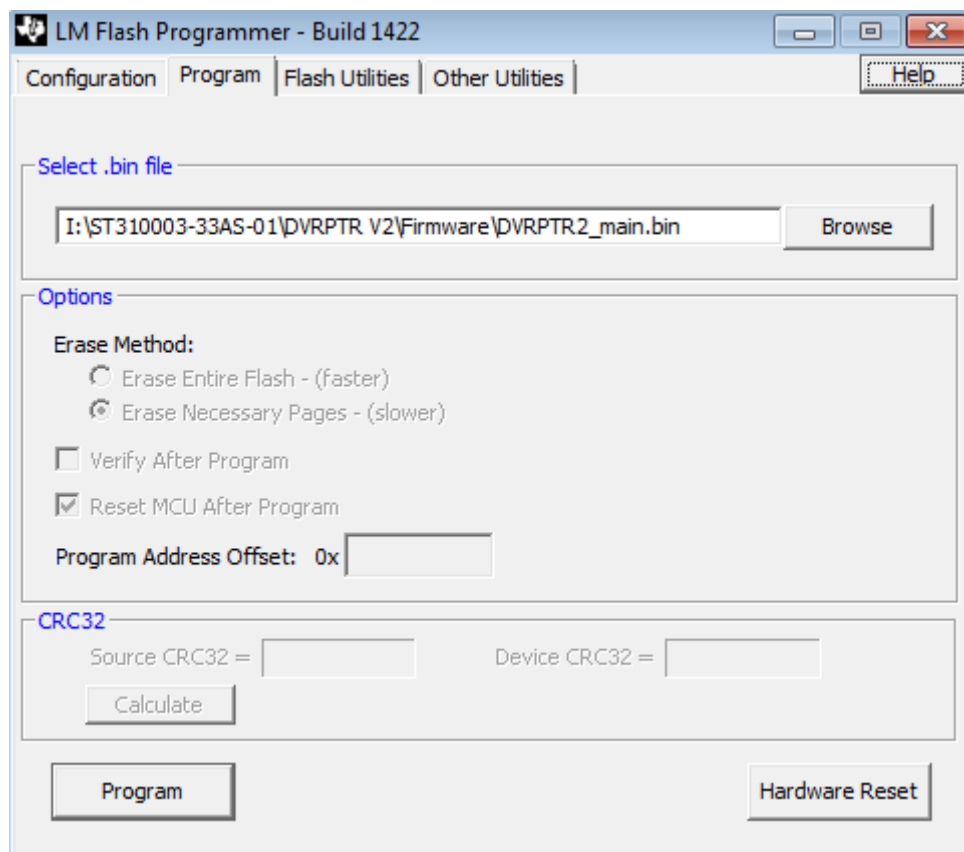 LM Flash Programmer - Build 1422
Configuration Program Flash Utilities Other Utilities Help
Select .bin file
I:\ST310003-33AS-01\DVRPTR V2\Firmware\DVRPTR2_main.bin Browse
Options
Erase Method:
Erase Entire Flash - (faster)
Erase Necessary Pages - (slower)
Verify After Program
Reset MCU After Program
Program Address Offset: 0x
CRC32
Source CRC32 = Device CRC32 =
Calculate
Program Hardware Reset